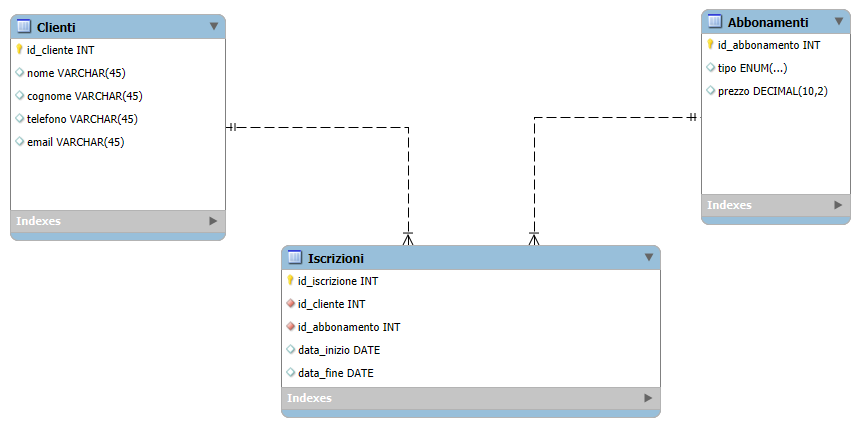 Clienti
id_cliente INT
nome VARCHAR(45)
cognome VARCHAR(45)
telefono VARCHAR(45)
email VARCHAR(45)
Indexes
Abbonamenti
id_abbonamento INT
tipo ENUM(...)
prezzo DECIMAL(10,2)
Indexes
Iscrizioni
id_iscrizione INT
id_cliente INT
id_abbonamento INT
data_inizio DATE
data_fine DATE
Indexes